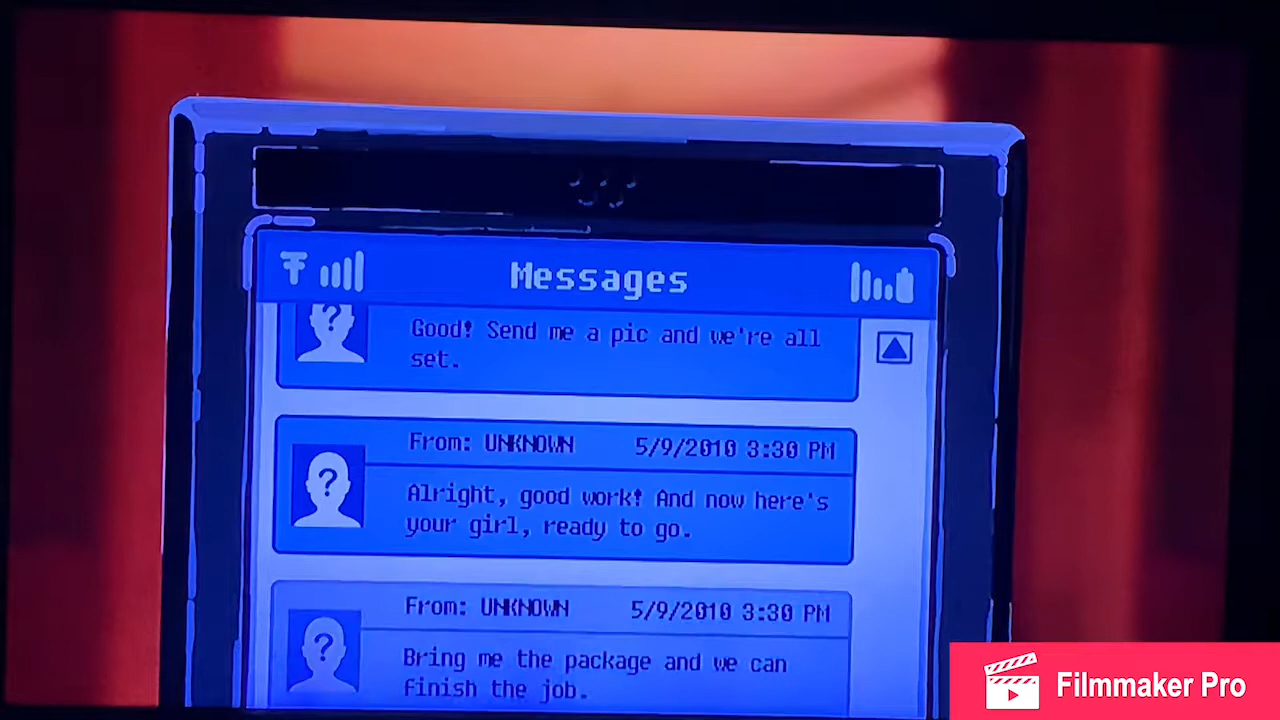 Messages
Good! Send me a pic and we're all
set.
From: UNKNOWN 5/9/2010 3:30 PM
Alright, good work! And now here's
your girl, ready to go.
From: UNKNOWN 5/9/2010 3:30 PM
Bring me the package and we can
finish the job.
Filmmaker Pro